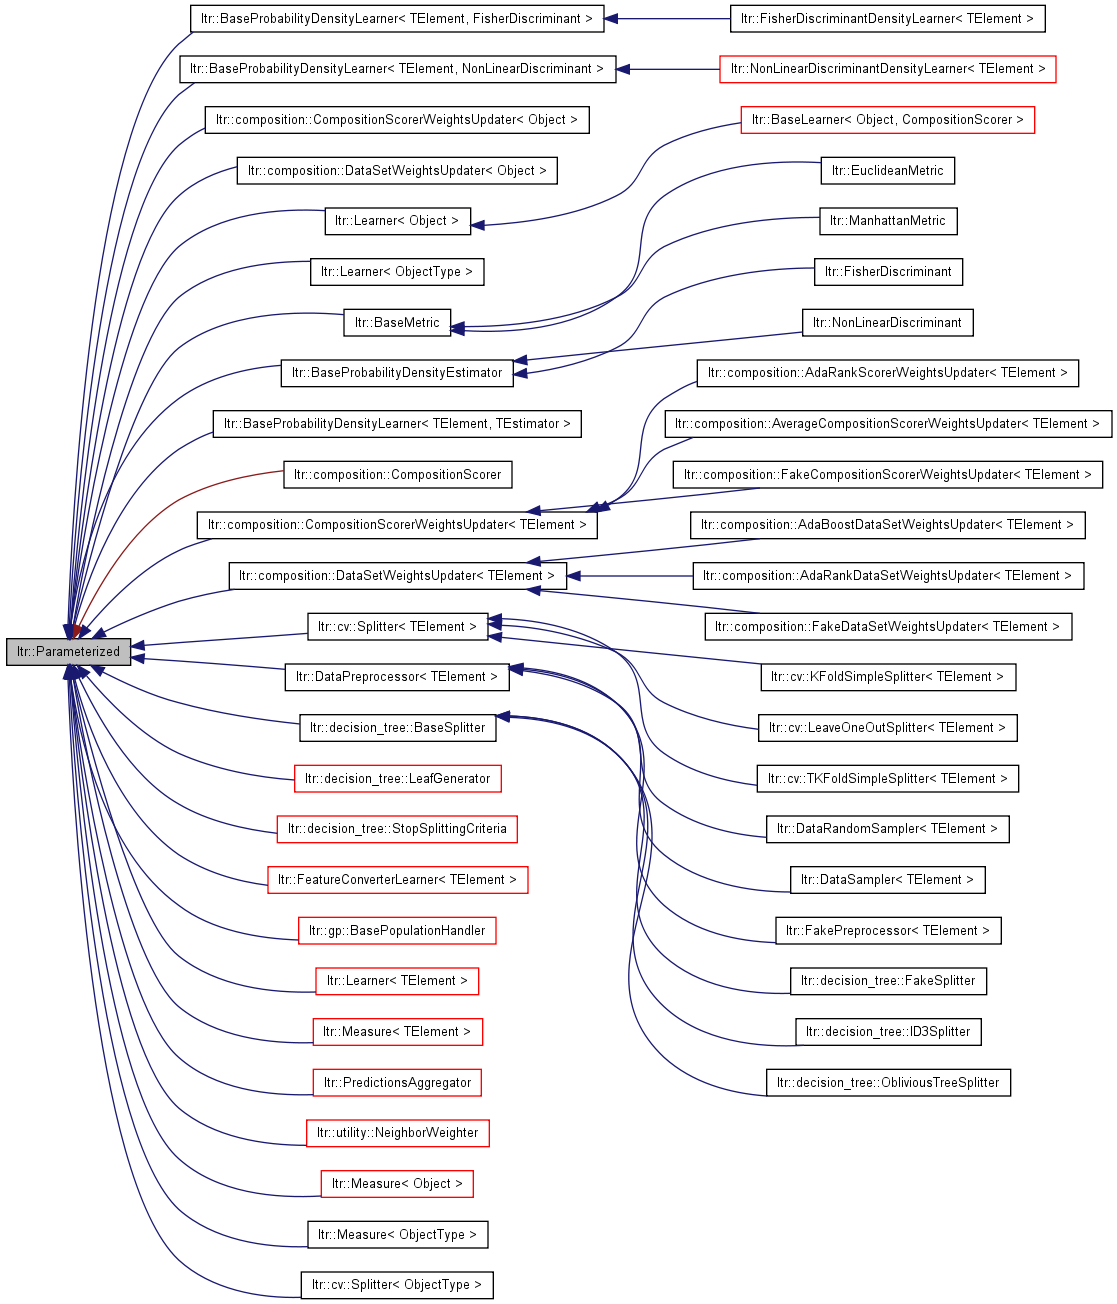 ltr::BaseProbabilityDensityLearner< TElement, FisherDiscriminant >
ltr::FisherDiscriminantDensityLearner< TElement >
ltr::BaseProbabilityDensityLearner< TElement, NonLinearDiscriminant >
ltr::NonLinearDiscriminantDensityLearner< TElement >
ltr::composition::CompositionScorerWeightsUpdater< Object >
ltr::BaseLearner< Object, CompositionScorer >
ltr::composition::DataSetWeightsUpdater< Object >
ltr::EuclideanMetric
ltr::Learner< Object >
ltr::ManhattanMetric
ltr::Learner< ObjectType >
ltr::FisherDiscriminant
ltr::BaseMetric
ltr::NonLinearDiscriminant
ltr::BaseProbabilityDensityEstimator
ltr::composition::AdaRankScorerWeightsUpdater< TElement >
ltr::BaseProbabilityDensityLearner< TElement, TEstimator >
ltr::composition::AverageCompositionScorerWeightsUpdater< TElement >
ltr::composition::CompositionScorer
ltr::composition::FakeCompositionScorerWeightsUpdater< TElement >
ltr::composition::CompositionScorerWeightsUpdater< TElement >
ltr::composition::AdaBoostDataSetWeightsUpdater< TElement >
ltr::composition::DataSetWeightsUpdater< TElement >
ltr::composition::AdaRankDataSetWeightsUpdater< TElement >
ltr::cv::Splitter< TElement >
ltr::composition::FakeDataSetWeightsUpdater< TElement >
ltr::Parameterized
ltr::DataPreprocessor< TElement >
ltr::cv::KFoldSimpleSplitter< TElement >
ltr::decision_tree::BaseSplitter
ltr::cv::LeaveOneOutSplitter< TElement >
ltr::decision_tree::LeafGenerator
ltr::cv::TKFoldSimpleSplitter< TElement >
ltr::decision_tree::StopSplittingCriteria
ltr::DataRandomSampler< TElement >
ltr::FeatureConverterLearner< TElement >
ltr::DataSampler< TElement >
ltr::gp::BasePopulationHandler
ltr::FakePreprocessor< TElement >
ltr::Learner< TElement >
ltr::decision_tree::FakeSplitter
ltr::Measure< TElement >
ltr::decision_tree::ID3Splitter
ltr::PredictionsAggregator
ltr::decision_tree::ObliviousTreeSplitter
ltr::utility::NeighborWeighter
ltr::Measure< Object >
ltr::Measure< ObjectType >
ltr::cv::Splitter< ObjectType >